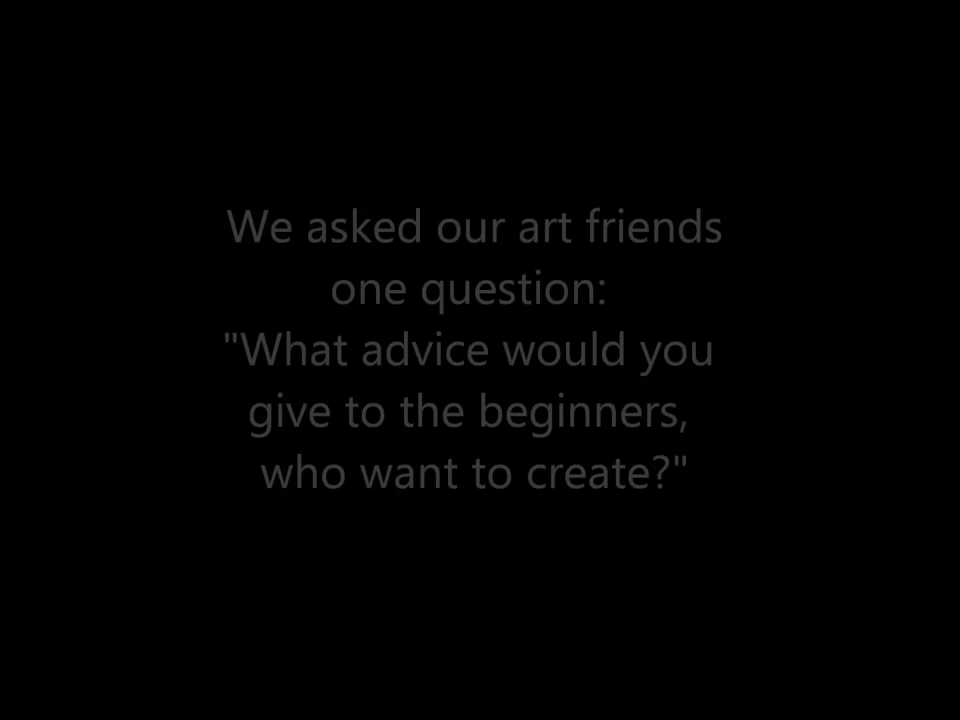 We asked our art friends
one question:
"What advice would you
give to the beginners,
who want to create?"